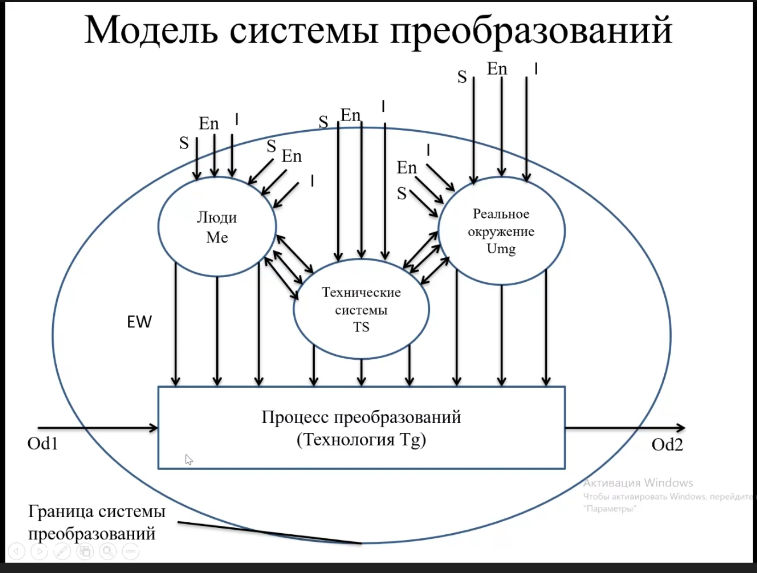 Модель системы преобразований
S En I
S En I
S En I
S
En
I
I
En
S
Люди
Me
Реальное
окружение
Umg
Технические
системы
TS
EW
Процесс преобразований
(Технология Tg)
Od1
Od2
Граница системы
преобразований
Активация Windows
Чтобы активировать Windows, перейдите
"Параметры".